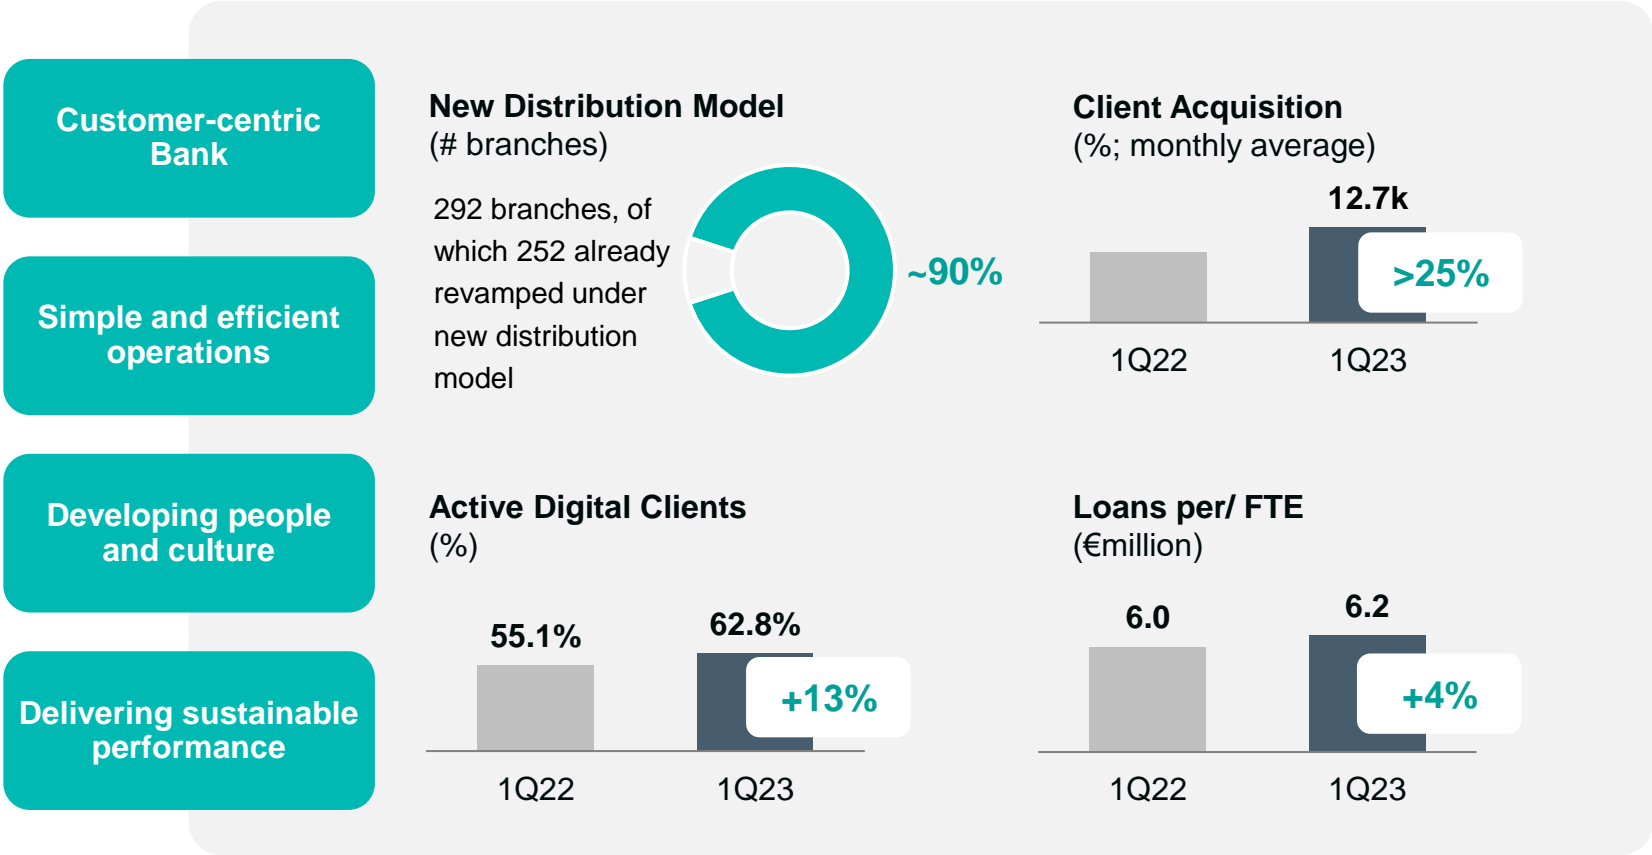 Customer-centric
Bank
Simple and efficient
operations
Developing people
and culture
Delivering sustainable
performance
New Distribution Model
(# branches)
292 branches, of
which 252 already
revamped under
new distribution
model
~90%
Client Acquisition
(%; monthly average)
12.7k
>25%
1Q22 1Q23
Active Digital Clients
(%)
55.1% 62.8%
+13%
1Q22 1Q23
Loans per/ FTE
(€million)
6.0 6.2
+4%
1Q22 1Q23